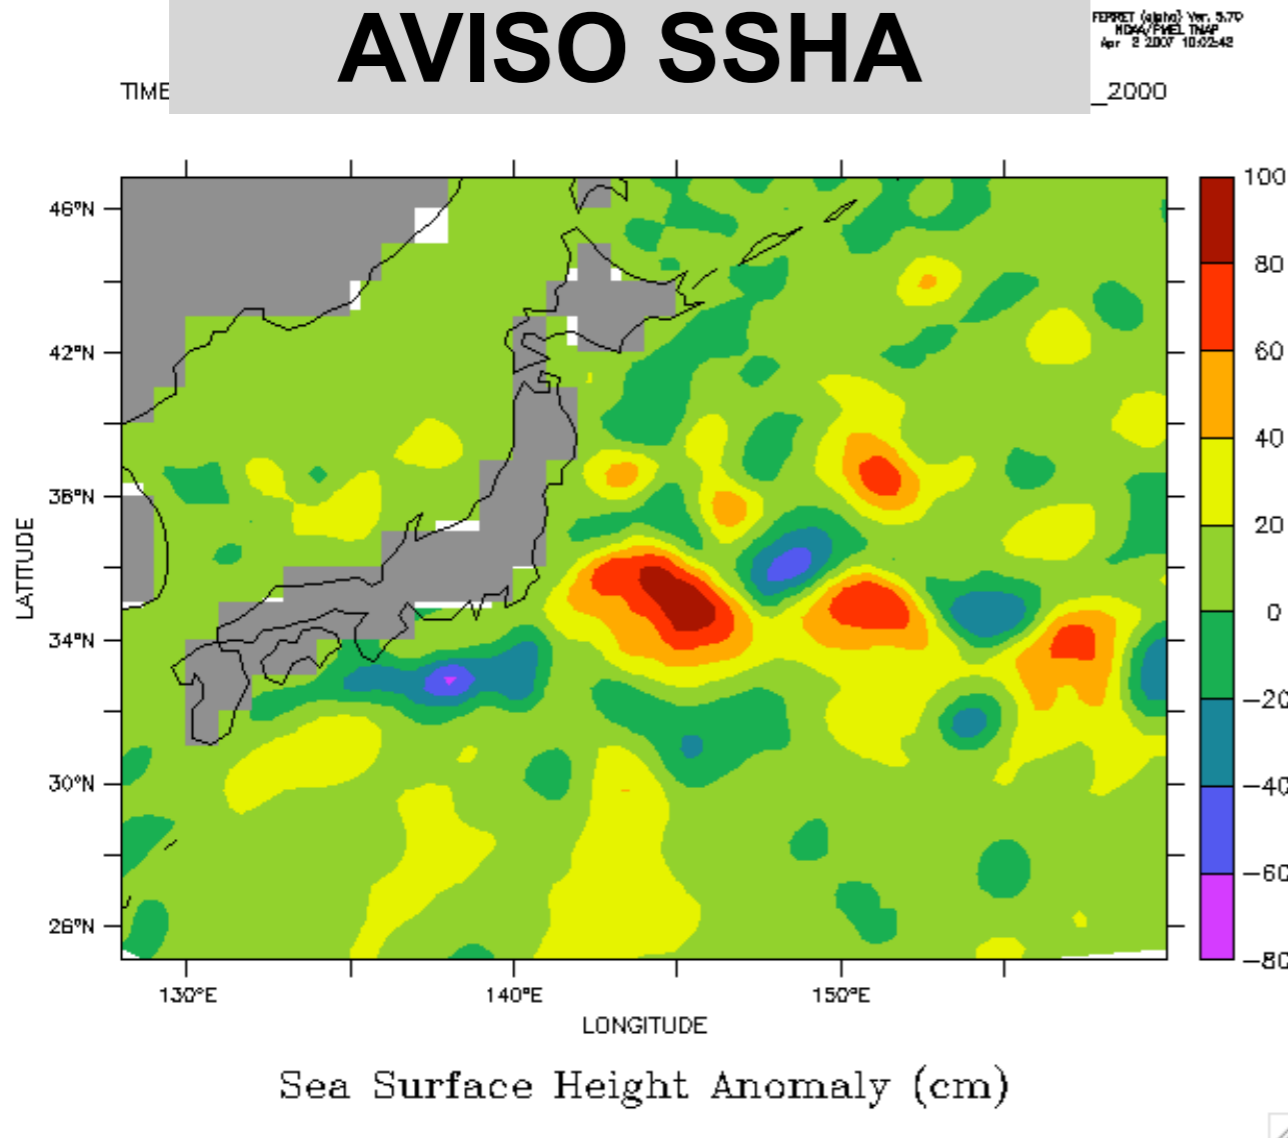 AVISO SSHA
FERRET (alpha) Ver. 5.70
NOAA/PMEL TMAP
Apr 2 2007 10:02:42
TIME
_2000
46°N
42°N
38°N
34°N
30°N
26°N
LATITUDE
130°E
140°E
150°E
LONGITUDE
100
80
60
40
20
0
-20
-40
-60
-80
Sea Surface Height Anomaly (cm)